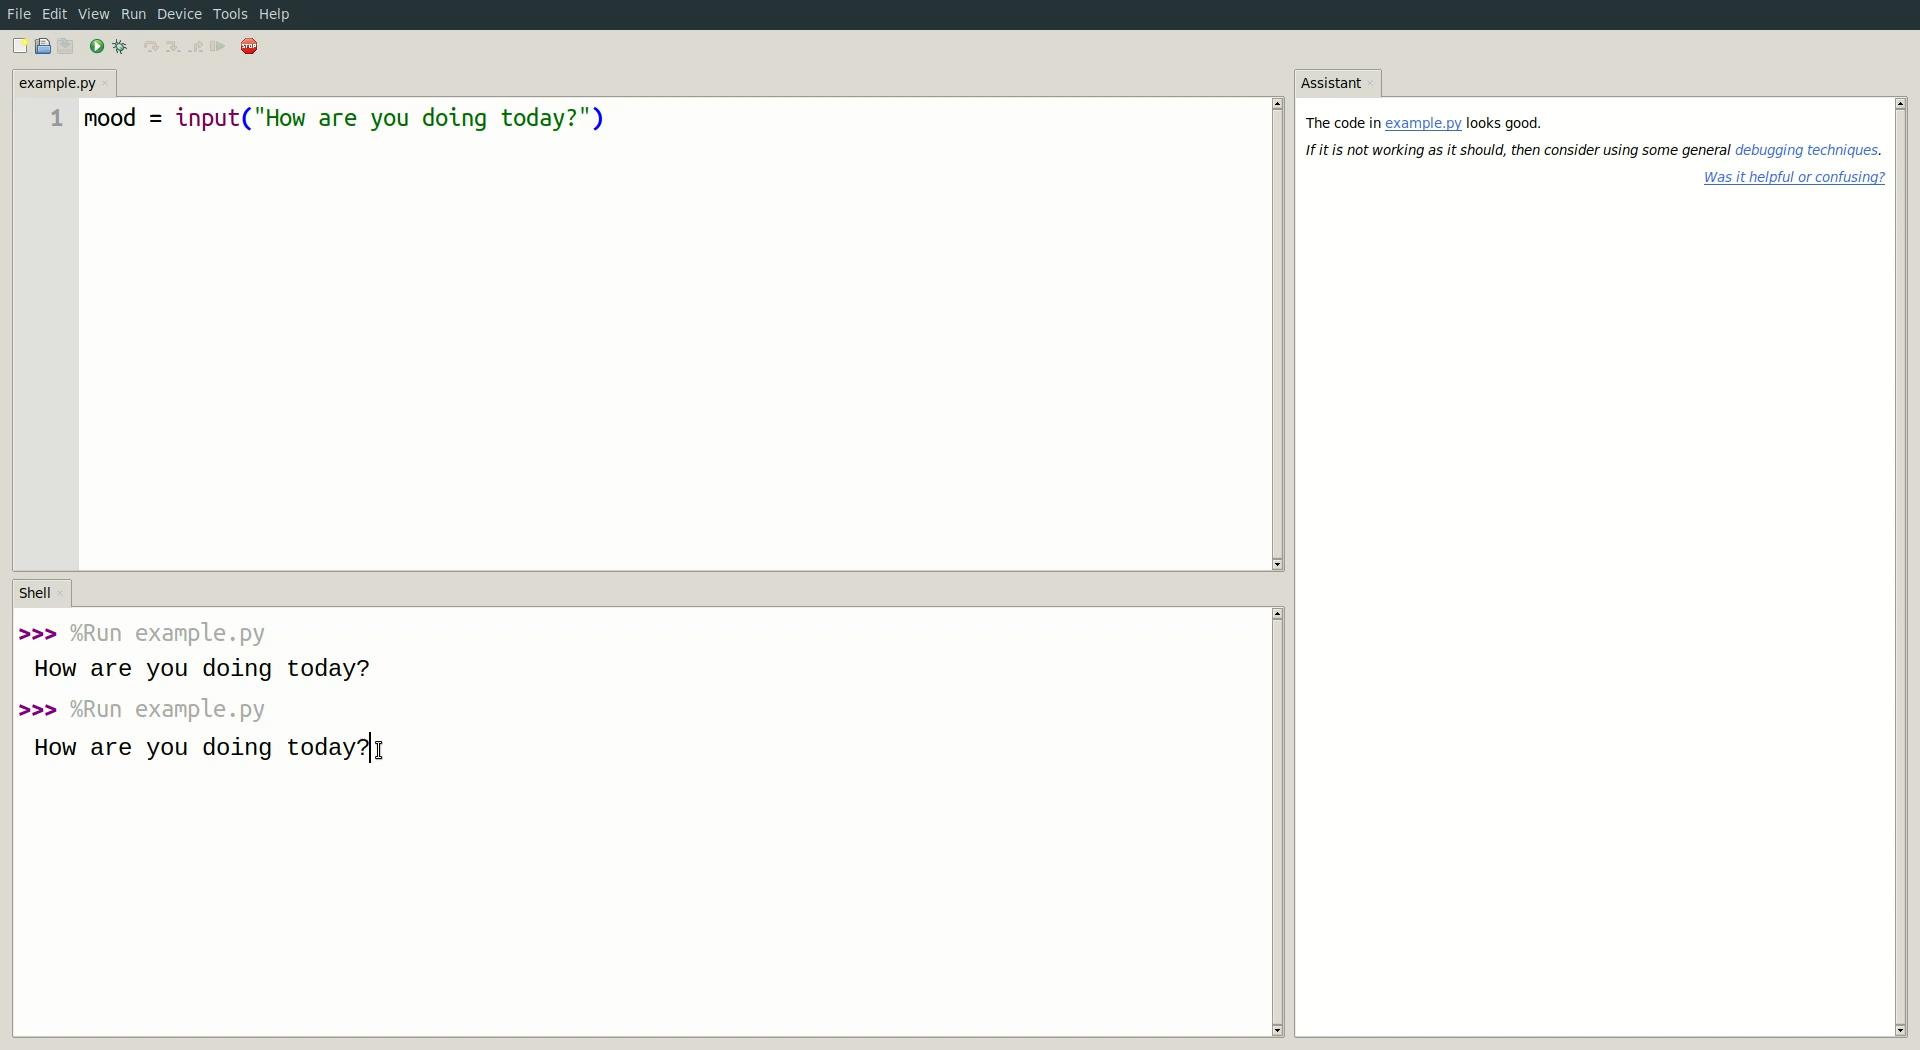 File Edit View Run Device Tools Help
STOP
example.py
1 mood = input("How are you doing today?")
Shell
>>> %Run example.py
How are you doing today?
>>> %Run example.py
How are you doing today?
Assistant
The code in example.py looks good.
If it is not working as it should, then consider using some general debugging techniques.
Was it helpful or confusing?